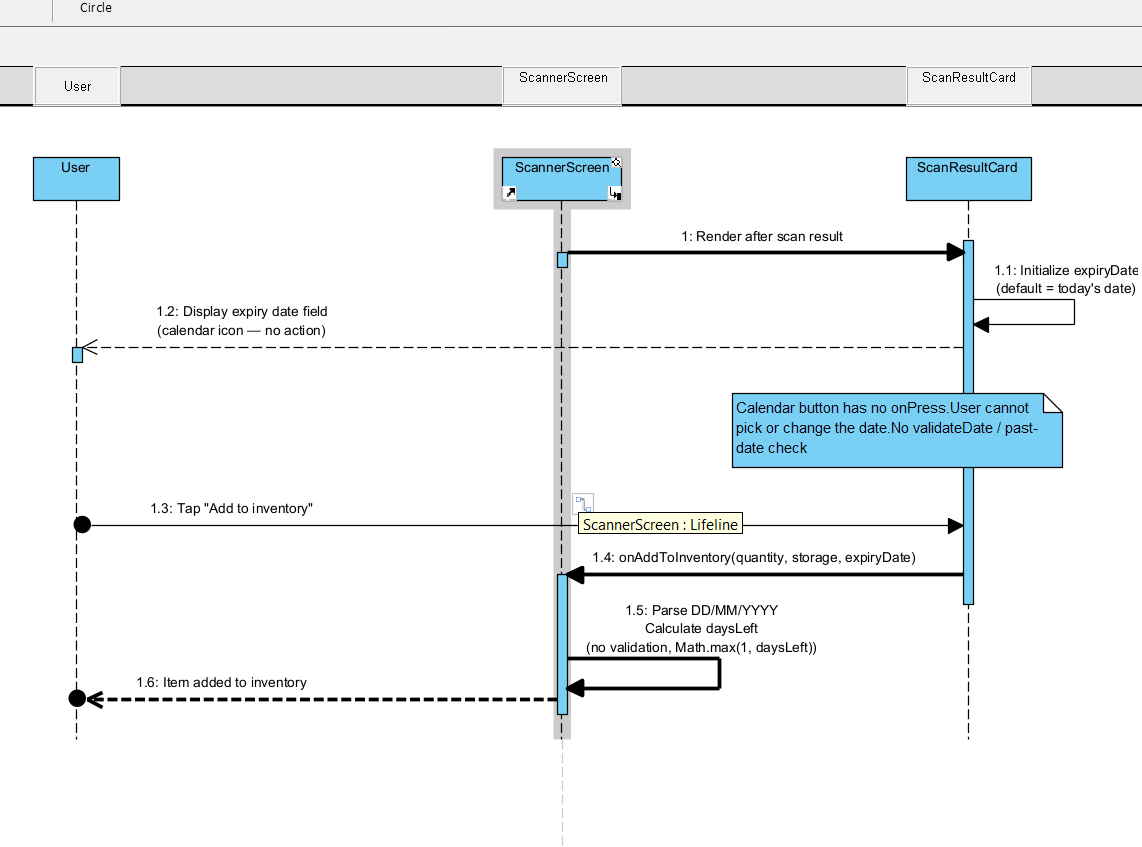 Circle
User
ScannerScreen
ScanResultCard
User
ScannerScreen
ScanResultCard
1: Render after scan result
1.1: Initialize expiryDate
(default = today's date)
1.2: Display expiry date field
(calendar icon — no action)
Calendar button has no onPress.User cannot
pick or change the date.No validateDate / past-
date check
1.3: Tap "Add to inventory"
ScannerScreen : Lifeline
1.4: onAddToInventory(quantity, storage, expiryDate)
1.5: Parse DD/MM/YYYY
Calculate daysLeft
(no validation, Math.max(1, daysLeft))
1.6: Item added to inventory